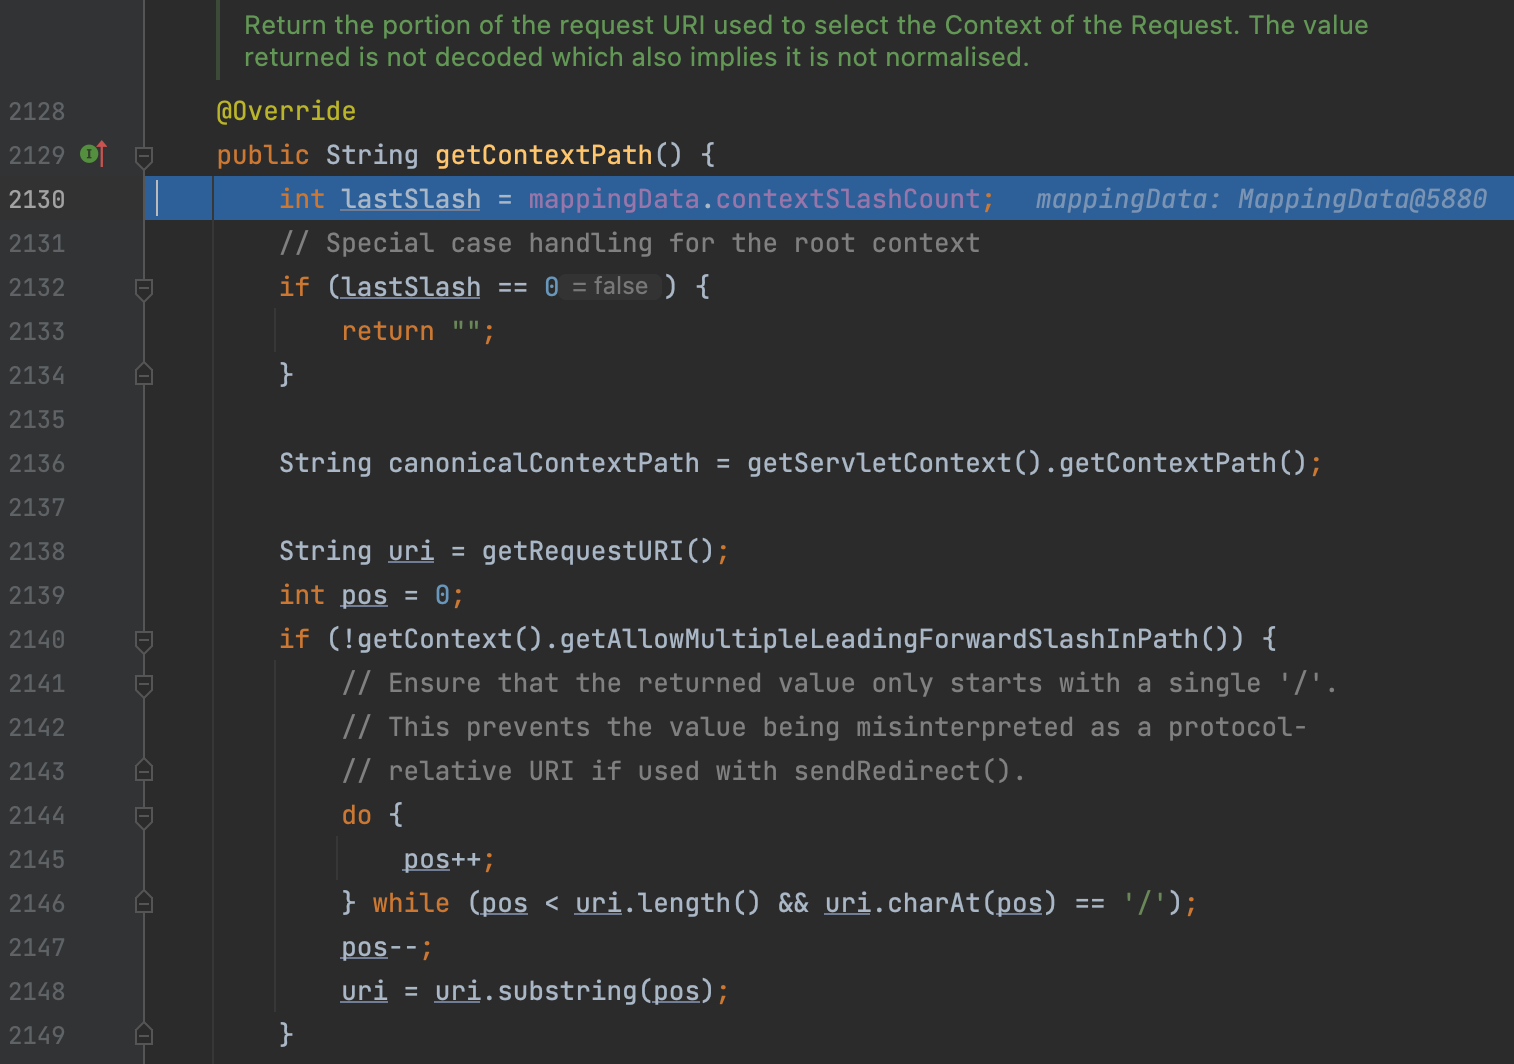 Return the portion of the request URI used to select the Context of the Request. The value
returned is not decoded which also implies it is not normalised.
2128 @Override
2129 I public String getContextPath() {
2130 int lastSlash = mappingData.contextSlashCount; mappingData: MappingData@5880
2131 // Special case handling for the root context
2132 if (lastSlash == 0 = false ) {
2133 return "";
2134 }
2135
2136 String canonicalContextPath = getServletContext().getContextPath();
2137
2138 String uri = getRequestURI();
2139 int pos = 0;
2140 if (!getContext().getAllowMultipleLeadingForwardSlashInPath()) {
2141 // Ensure that the returned value only starts with a single '/'.
2142 // This prevents the value being misinterpreted as a protocol-
2143 // relative URI if used with sendRedirect().
2144 do {
2145 pos++;
2146 } while (pos < uri.length() && uri.charAt(pos) == '/');
2147 pos--;
2148 uri = uri.substring(pos);
2149 }